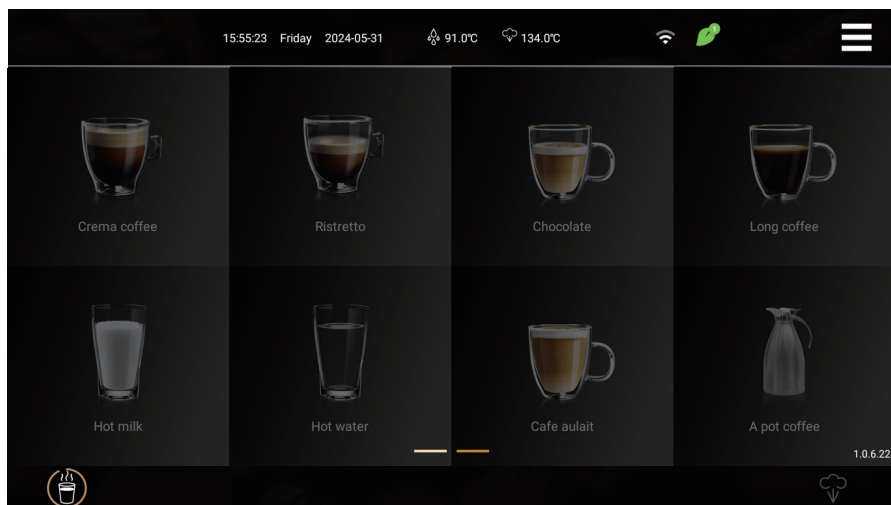 15:55:23 Friday 2024-05-31 91.0℃ 134.0℃ 1
Crema coffee Ristretto Chocolate Long coffee
Hot milk Hot water Cafe aulait A pot coffee
1.0.6.22